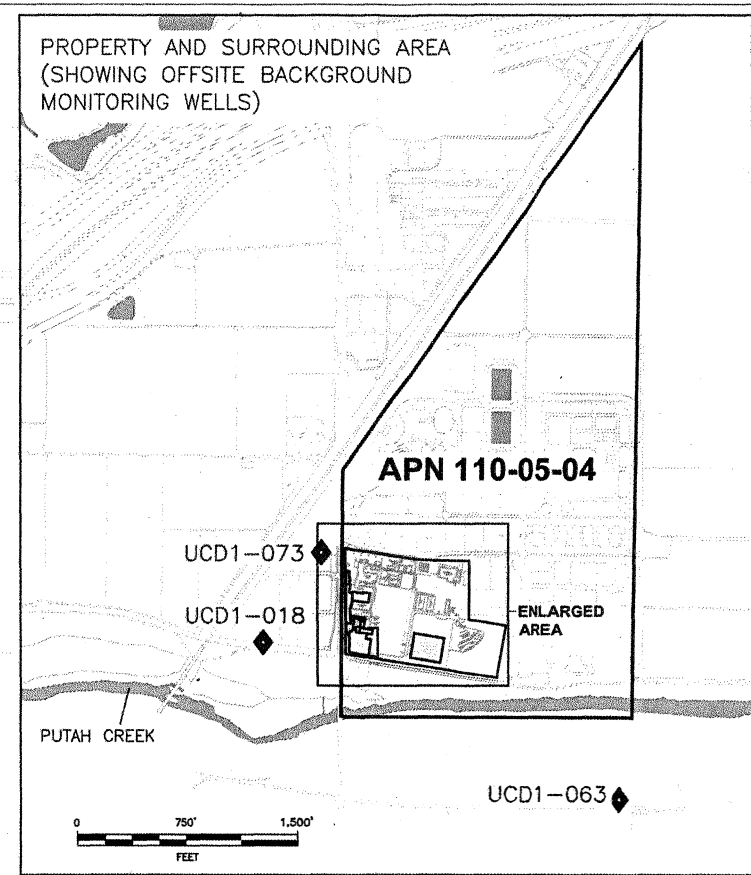 PROPERTY AND SURROUNDING AREA
(SHOWING OFFSITE BACKGROUND
MONITORING WELLS)
APN 110-05-04
UCD1-073
UCD1-018
ENLARGED
AREA
PUTAH CREEK
UCD1-063
0 750' 1,500'
FEET